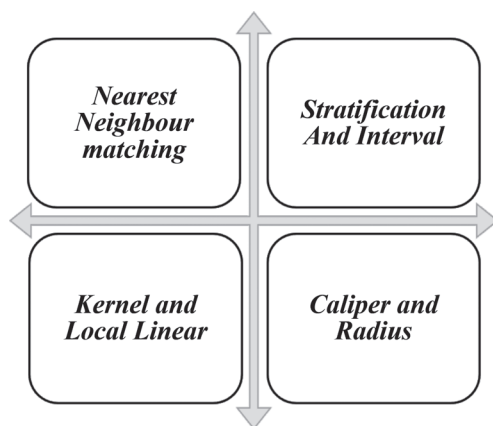 Nearest
Neighbour
matching
Stratification
And Interval
Kernel and
Local Linear
Caliper and
Radius